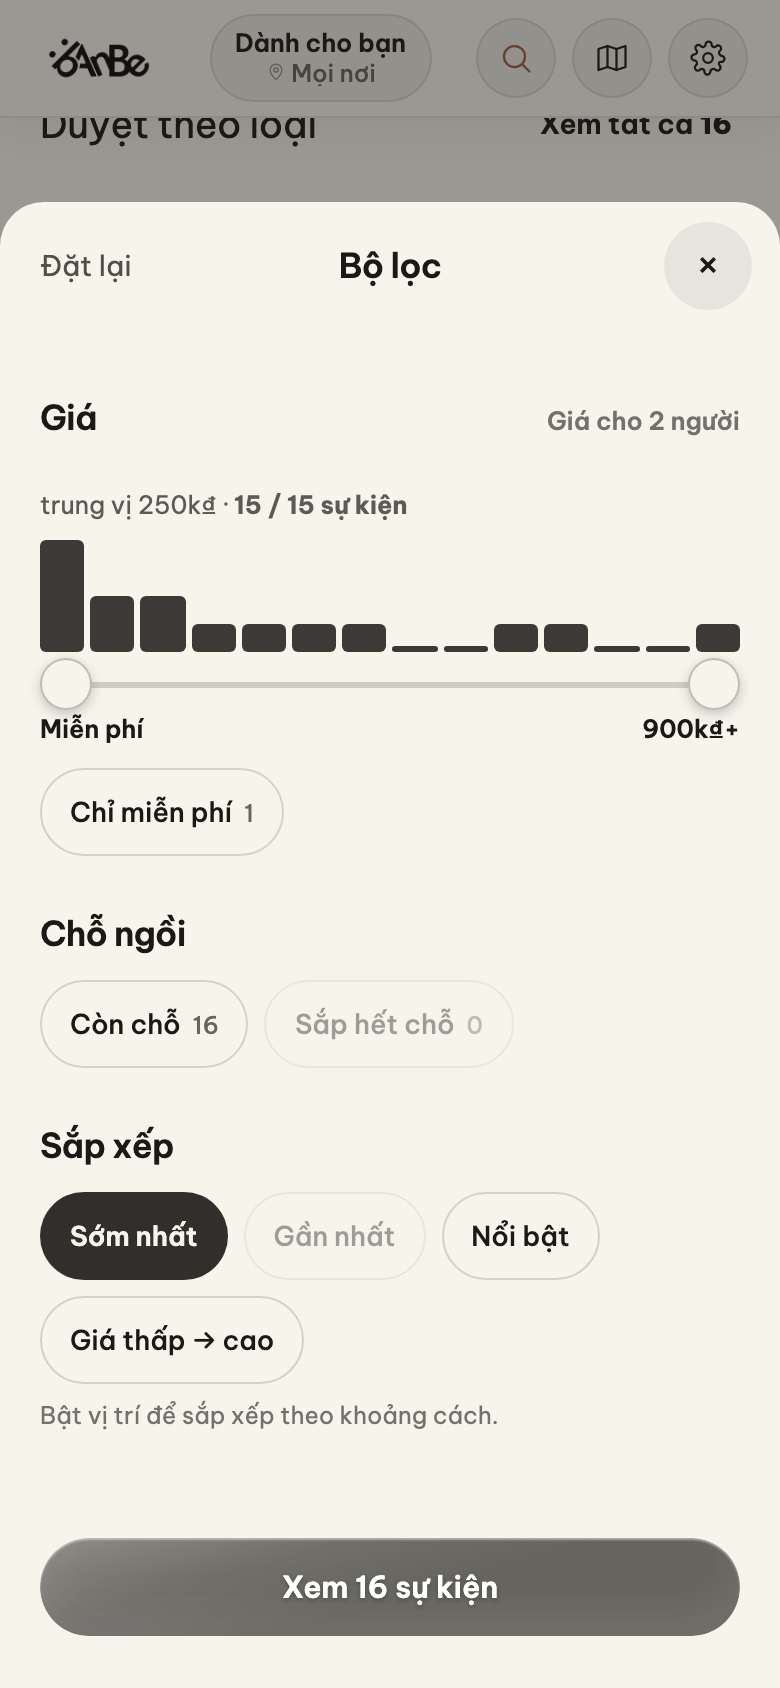 ỞAnBe
Dành cho bạn
Mọi nơi
Duyệt theo loại
Xem tất cả 16
Đặt lại
Bộ lọc
Giá
Giá cho 2 người
trung vị 250k₫ · 15 / 15 sự kiện
Miễn phí
900k₫+
Chỉ miễn phí 1
Chỗ ngồi
Còn chỗ 16
Sắp hết chỗ 0
Sắp xếp
Sớm nhất
Gần nhất
Nổi bật
Giá thấp → cao
Bật vị trí để sắp xếp theo khoảng cách.
Xem 16 sự kiện